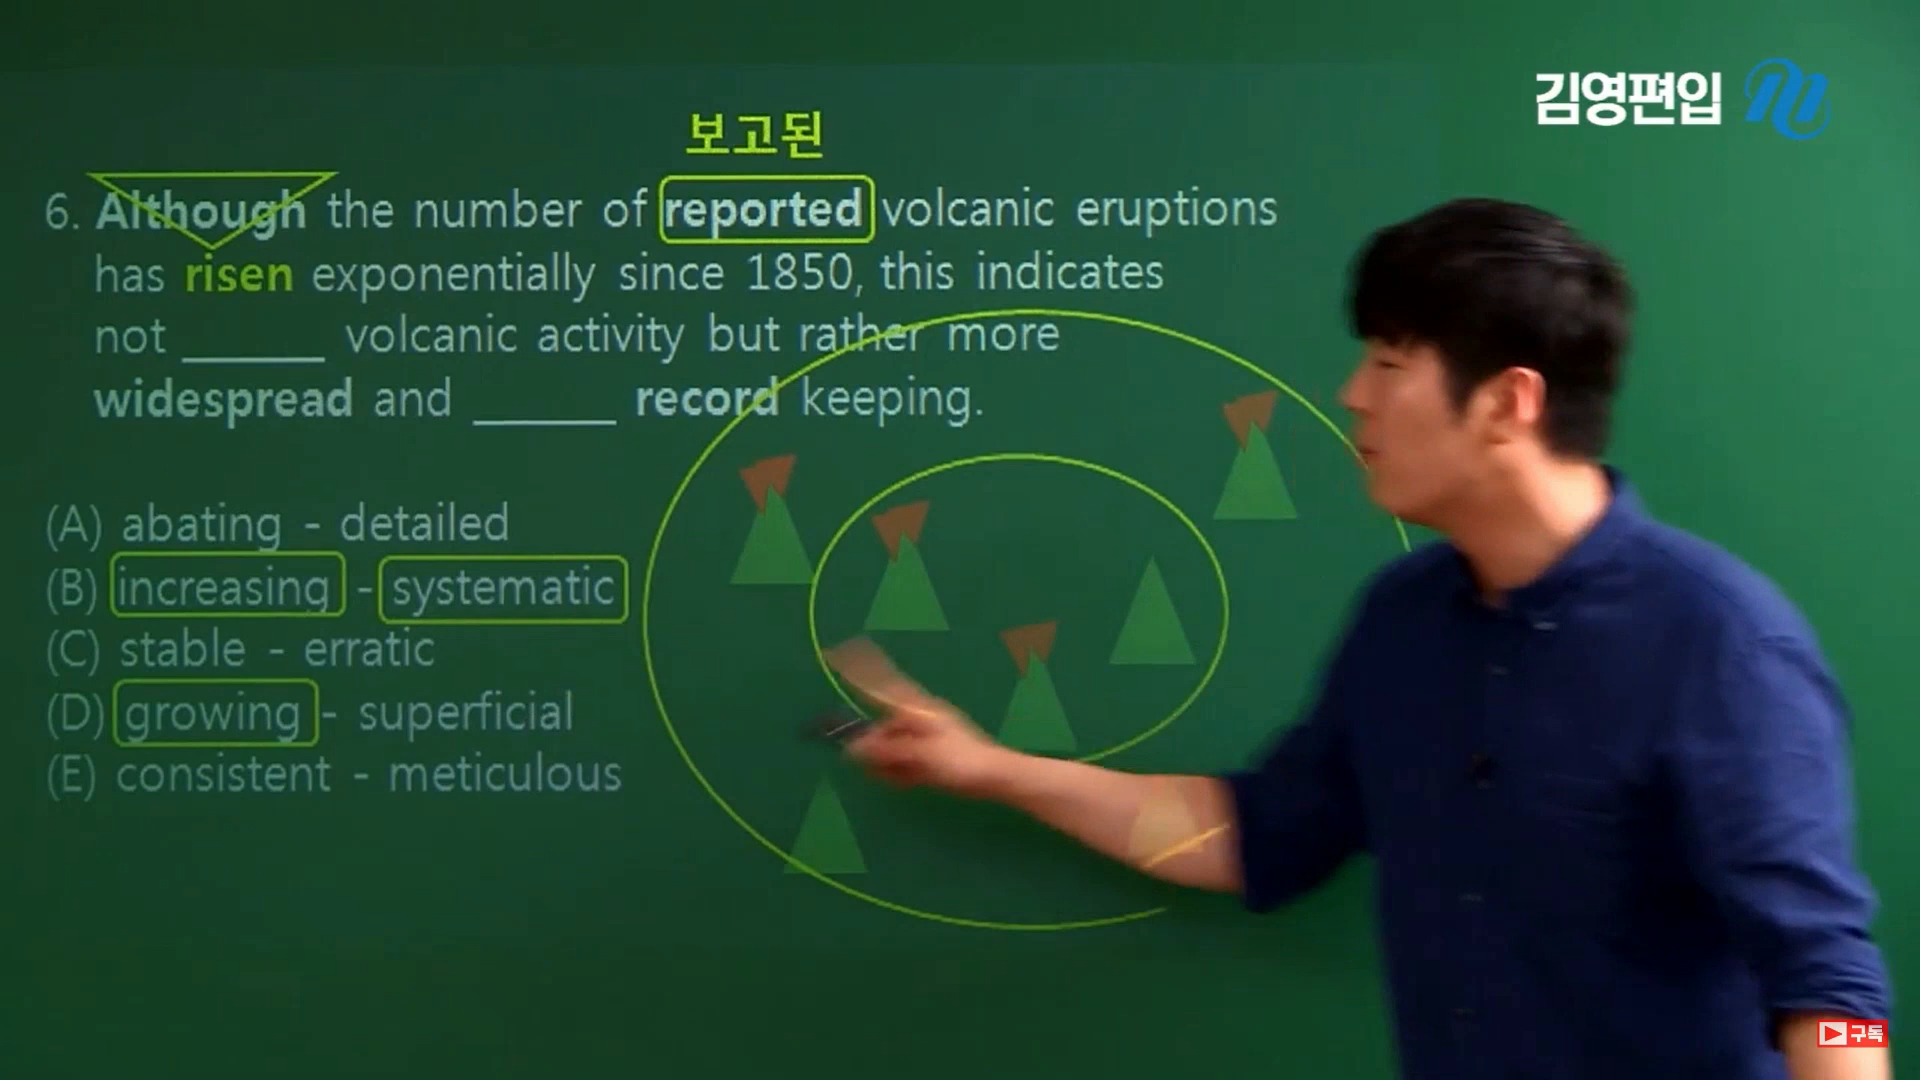 김영편입
보고된
6. Although the number of reported volcanic eruptions
has risen exponentially since 1850, this indicates
not ______ volcanic activity but rather more
widespread and ______ record keeping.
(A) abating - detailed
(B) increasing - systematic
(C) stable - erratic
(D) growing - superficial
(E) consistent - meticulous
구독